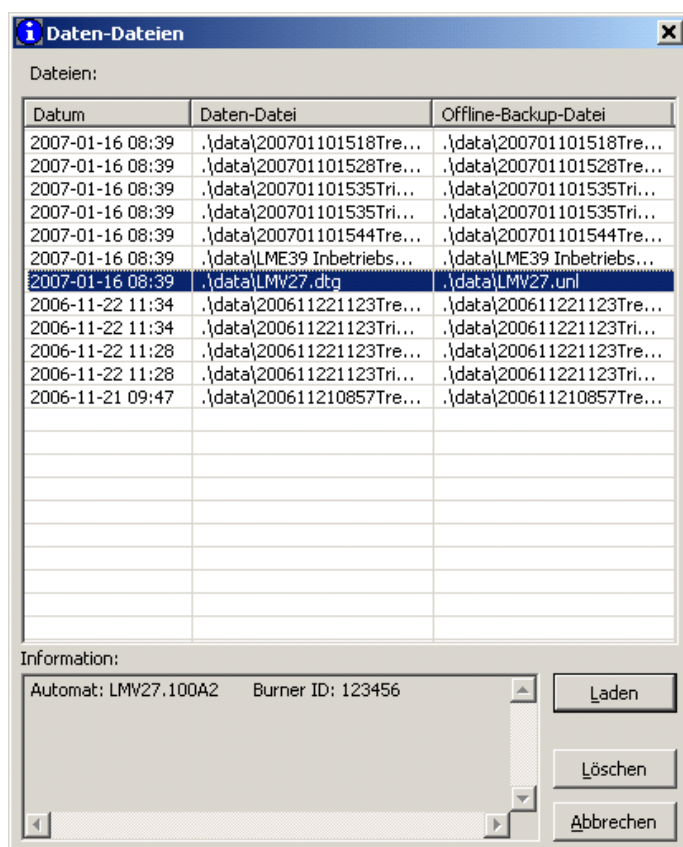 Daten-Dateien
Dateien:
Datum Daten-Datei Offline-Backup-Datei
2007-01-16 08:39 .\data\200701101518Tre... .\data\200701101518Tre...
2007-01-16 08:39 .\data\200701101528Tre... .\data\200701101528Tre...
2007-01-16 08:39 .\data\200701101535Tri... .\data\200701101535Tri...
2007-01-16 08:39 .\data\200701101535Tri... .\data\200701101535Tri...
2007-01-16 08:39 .\data\200701101544Tre... .\data\200701101544Tre...
2007-01-16 08:39 .\data\LME39 Inbetriebs... .\data\LME39 Inbetriebs...
2007-01-16 08:39 .\data\LMV27.dtg .\data\LMV27.unl
2006-11-22 11:34 .\data\200611221123Tre... .\data\200611221123Tre...
2006-11-22 11:34 .\data\200611221123Tri... .\data\200611221123Tri...
2006-11-22 11:28 .\data\200611221123Tre... .\data\200611221123Tre...
2006-11-22 11:28 .\data\200611221123Tri... .\data\200611221123Tri...
2006-11-21 09:47 .\data\200611210857Tre... .\data\200611210857Tre...
Information:
Automat: LMV27.100A2 Burner ID: 123456
Laden
Löschen
Abbrechen